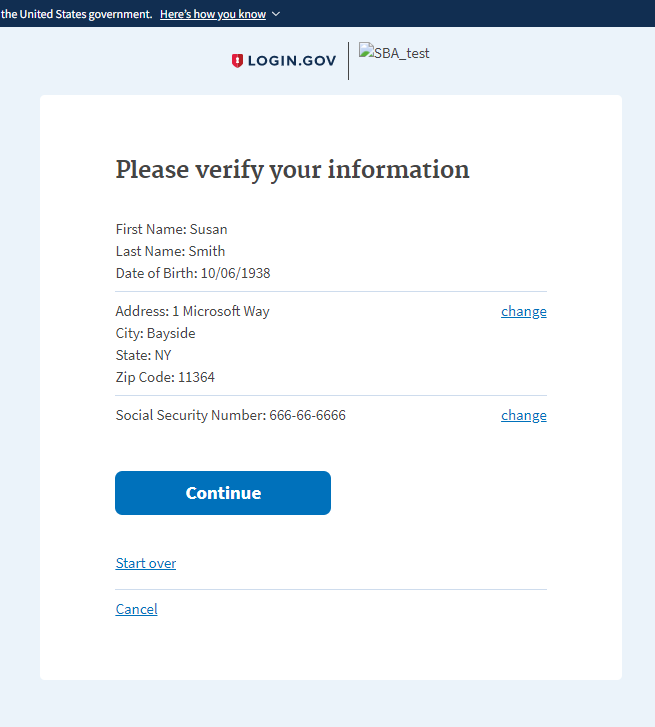 the United States government. Here's how you know
LOGIN.GOV
SBA_test
Please verify your information
First Name: Susan
Last Name: Smith
Date of Birth: 10/06/1938
Address: 1 Microsoft Way
change
City: Bayside
State: NY
Zip Code: 11364
Social Security Number: 666-66-6666
change
Continue
Start over
Cancel